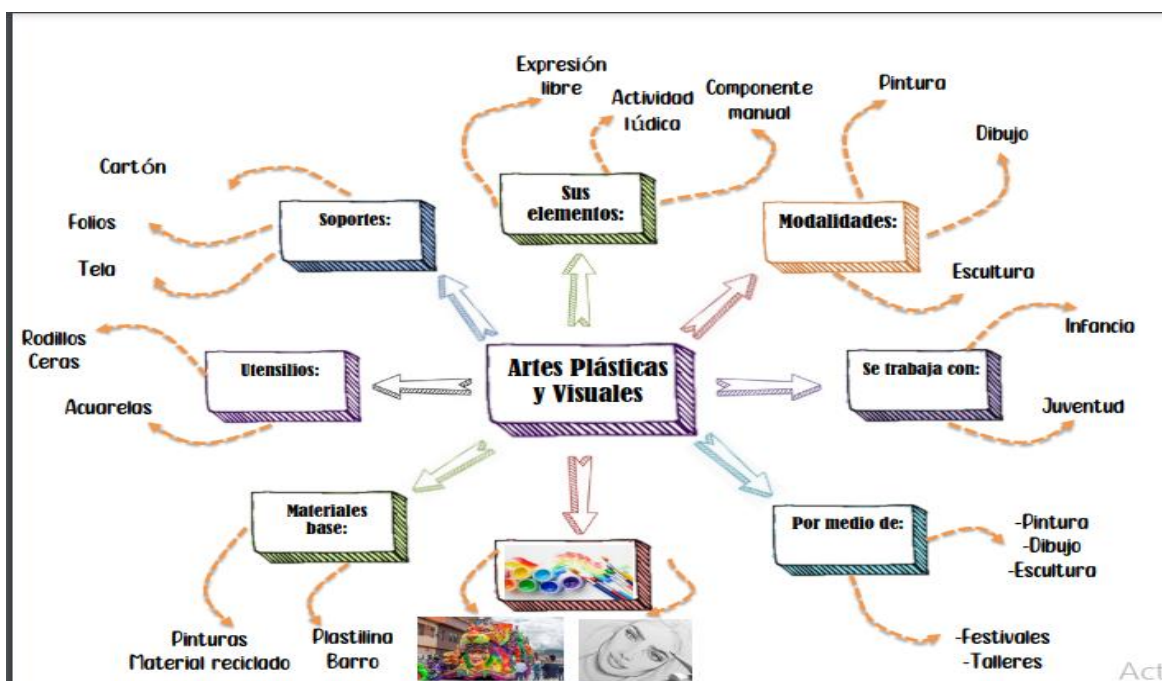 Expresión
libre
Actividad
lúdica
Componente
manual
Pintura
Dibujo
Cartón
Sus
elementos:
Soportes:
Modalidades:
Folios
Tela
Escultura
Infancia
Rodillos
Ceras
Utensilios:
Artes Plásticas
y Visuales
Se trabaja con:
Acuarelas
Juventud
Materiales
base:
Por medio de:
-Pintura
-Dibujo
-Escultura
Pinturas
Material reciclado
Plastilina
Barro
-Festivales
-Talleres
Act